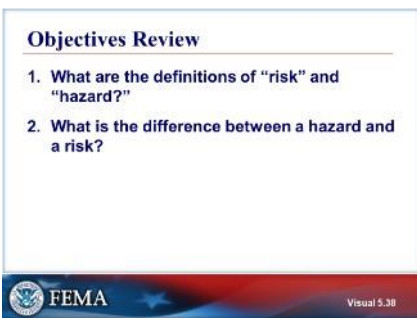 Objectives Review
1. What are the definitions of “risk” and
“hazard?”
2. What is the difference between a hazard and
a risk?
FEMA
Visual 5.38